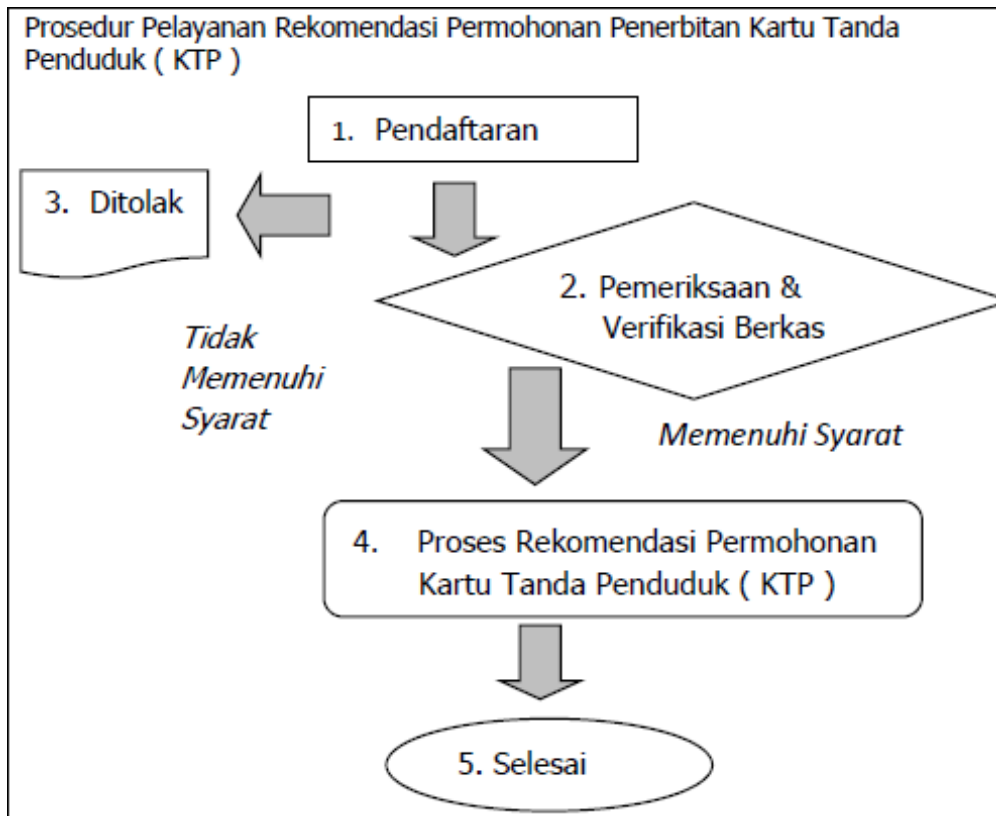 Prosedur Pelayanan Rekomendasi Permohonan Penerbitan Kartu Tanda
Penduduk ( KTP )
1. Pendaftaran
3. Ditolak
2. Pemeriksaan &
Verifikasi Berkas
Tidak
Memenuhi
Syarat
Memenuhi Syarat
4. Proses Rekomendasi Permohonan
Kartu Tanda Penduduk ( KTP )
5. Selesai